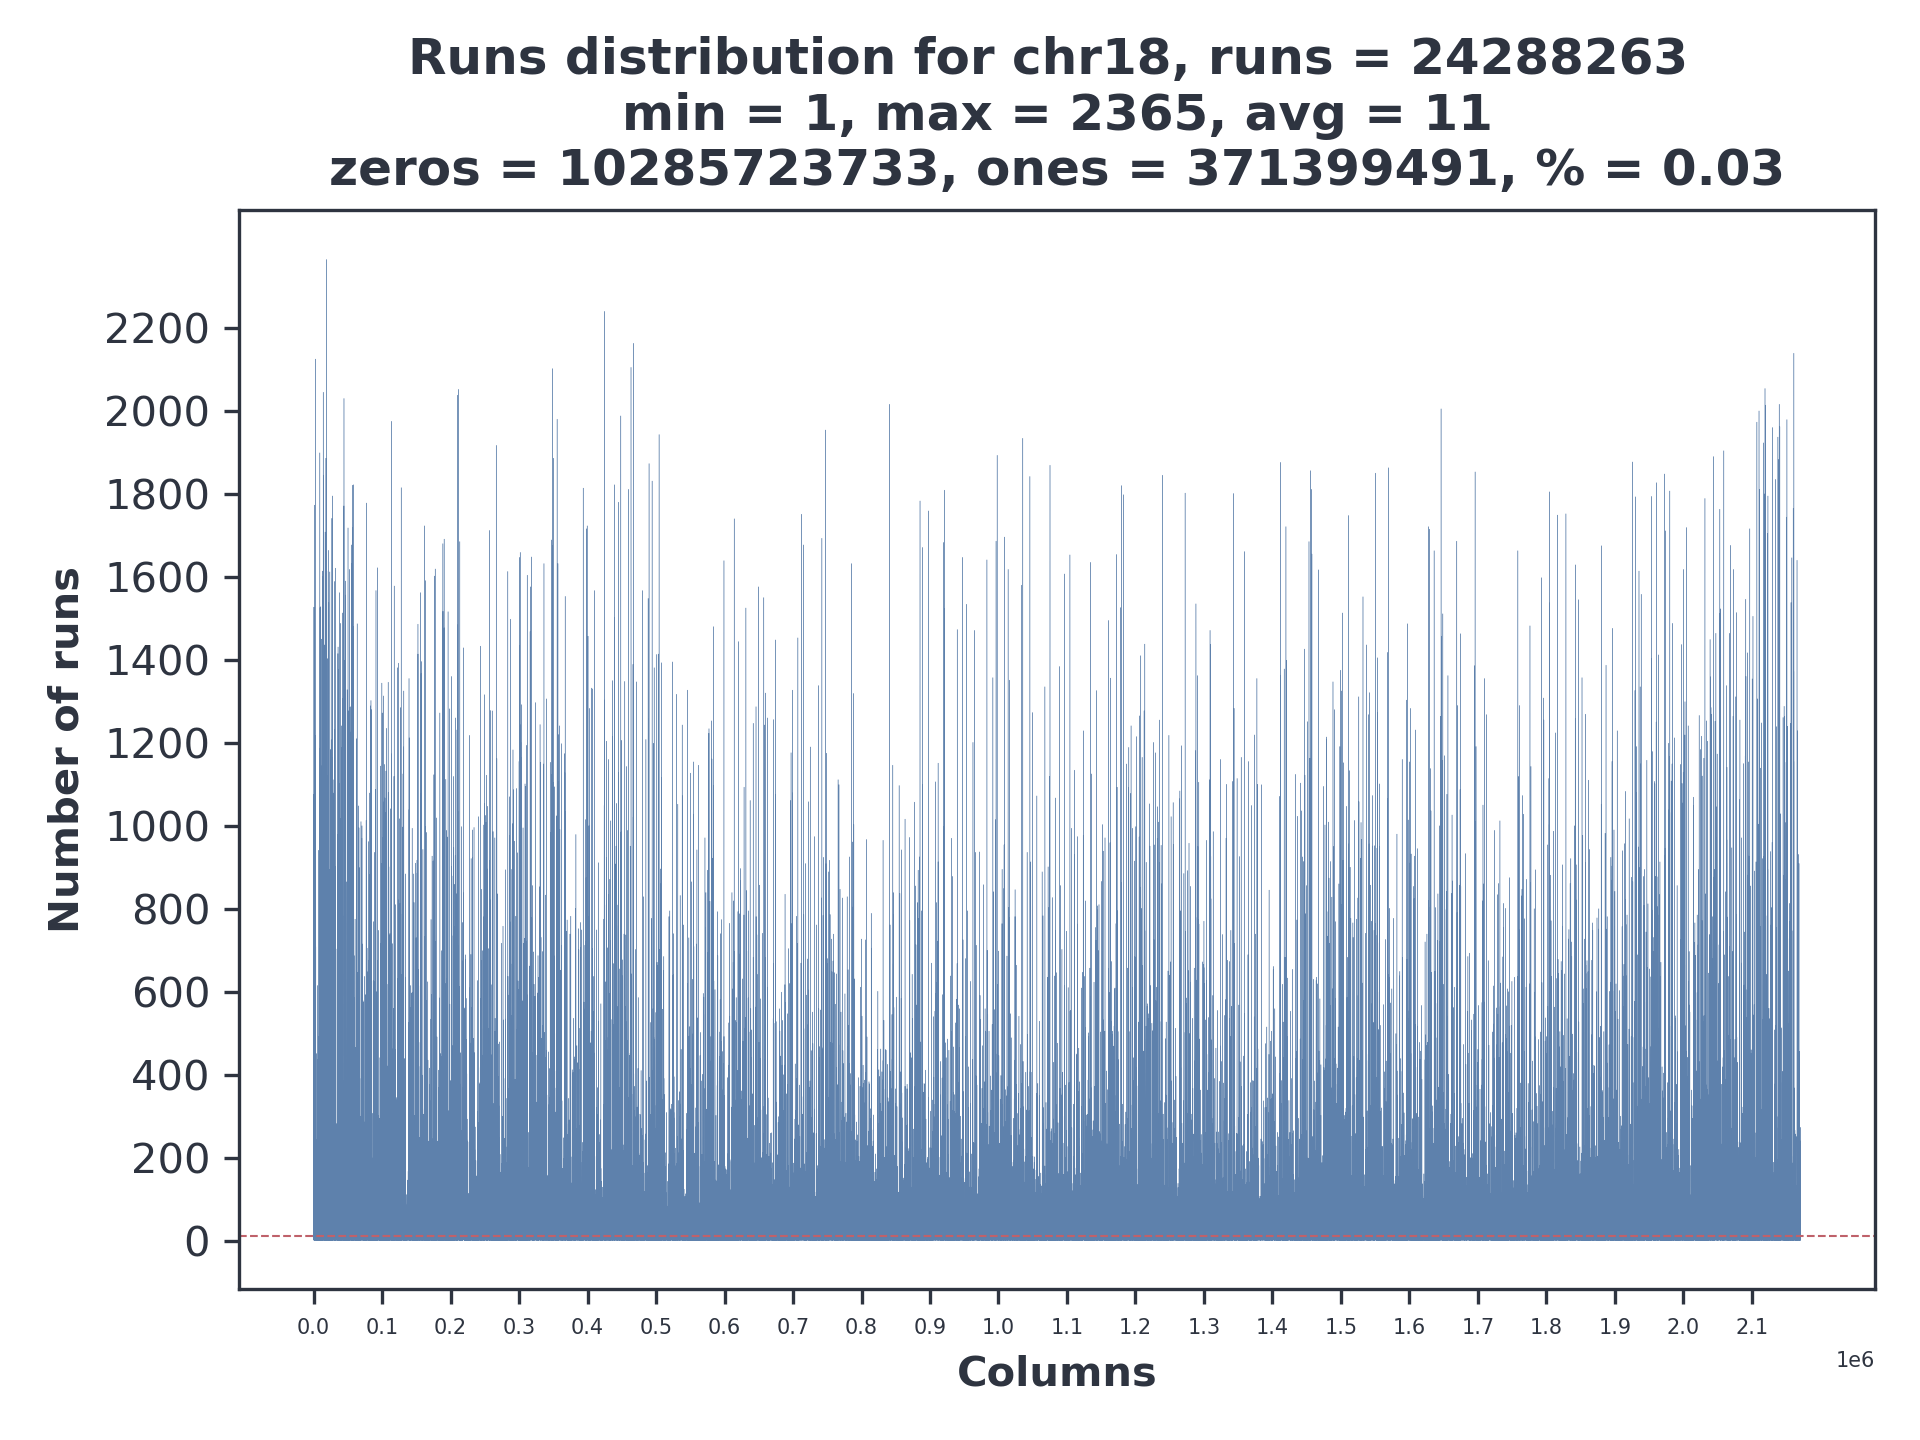 Runs distribution for chr18, runs = 24288263
min = 1, max = 2365, avg = 11
zeros = 10285723733, ones = 371399491, % = 0.03
Number of runs
2200
2000
1800
1600
1400
1200
1000
800
600
400
200
0
0.0 0.1 0.2 0.3 0.4 0.5 0.6 0.7 0.8 0.9 1.0 1.1 1.2 1.3 1.4 1.5 1.6 1.7 1.8 1.9 2.0 2.1
1e6
Columns